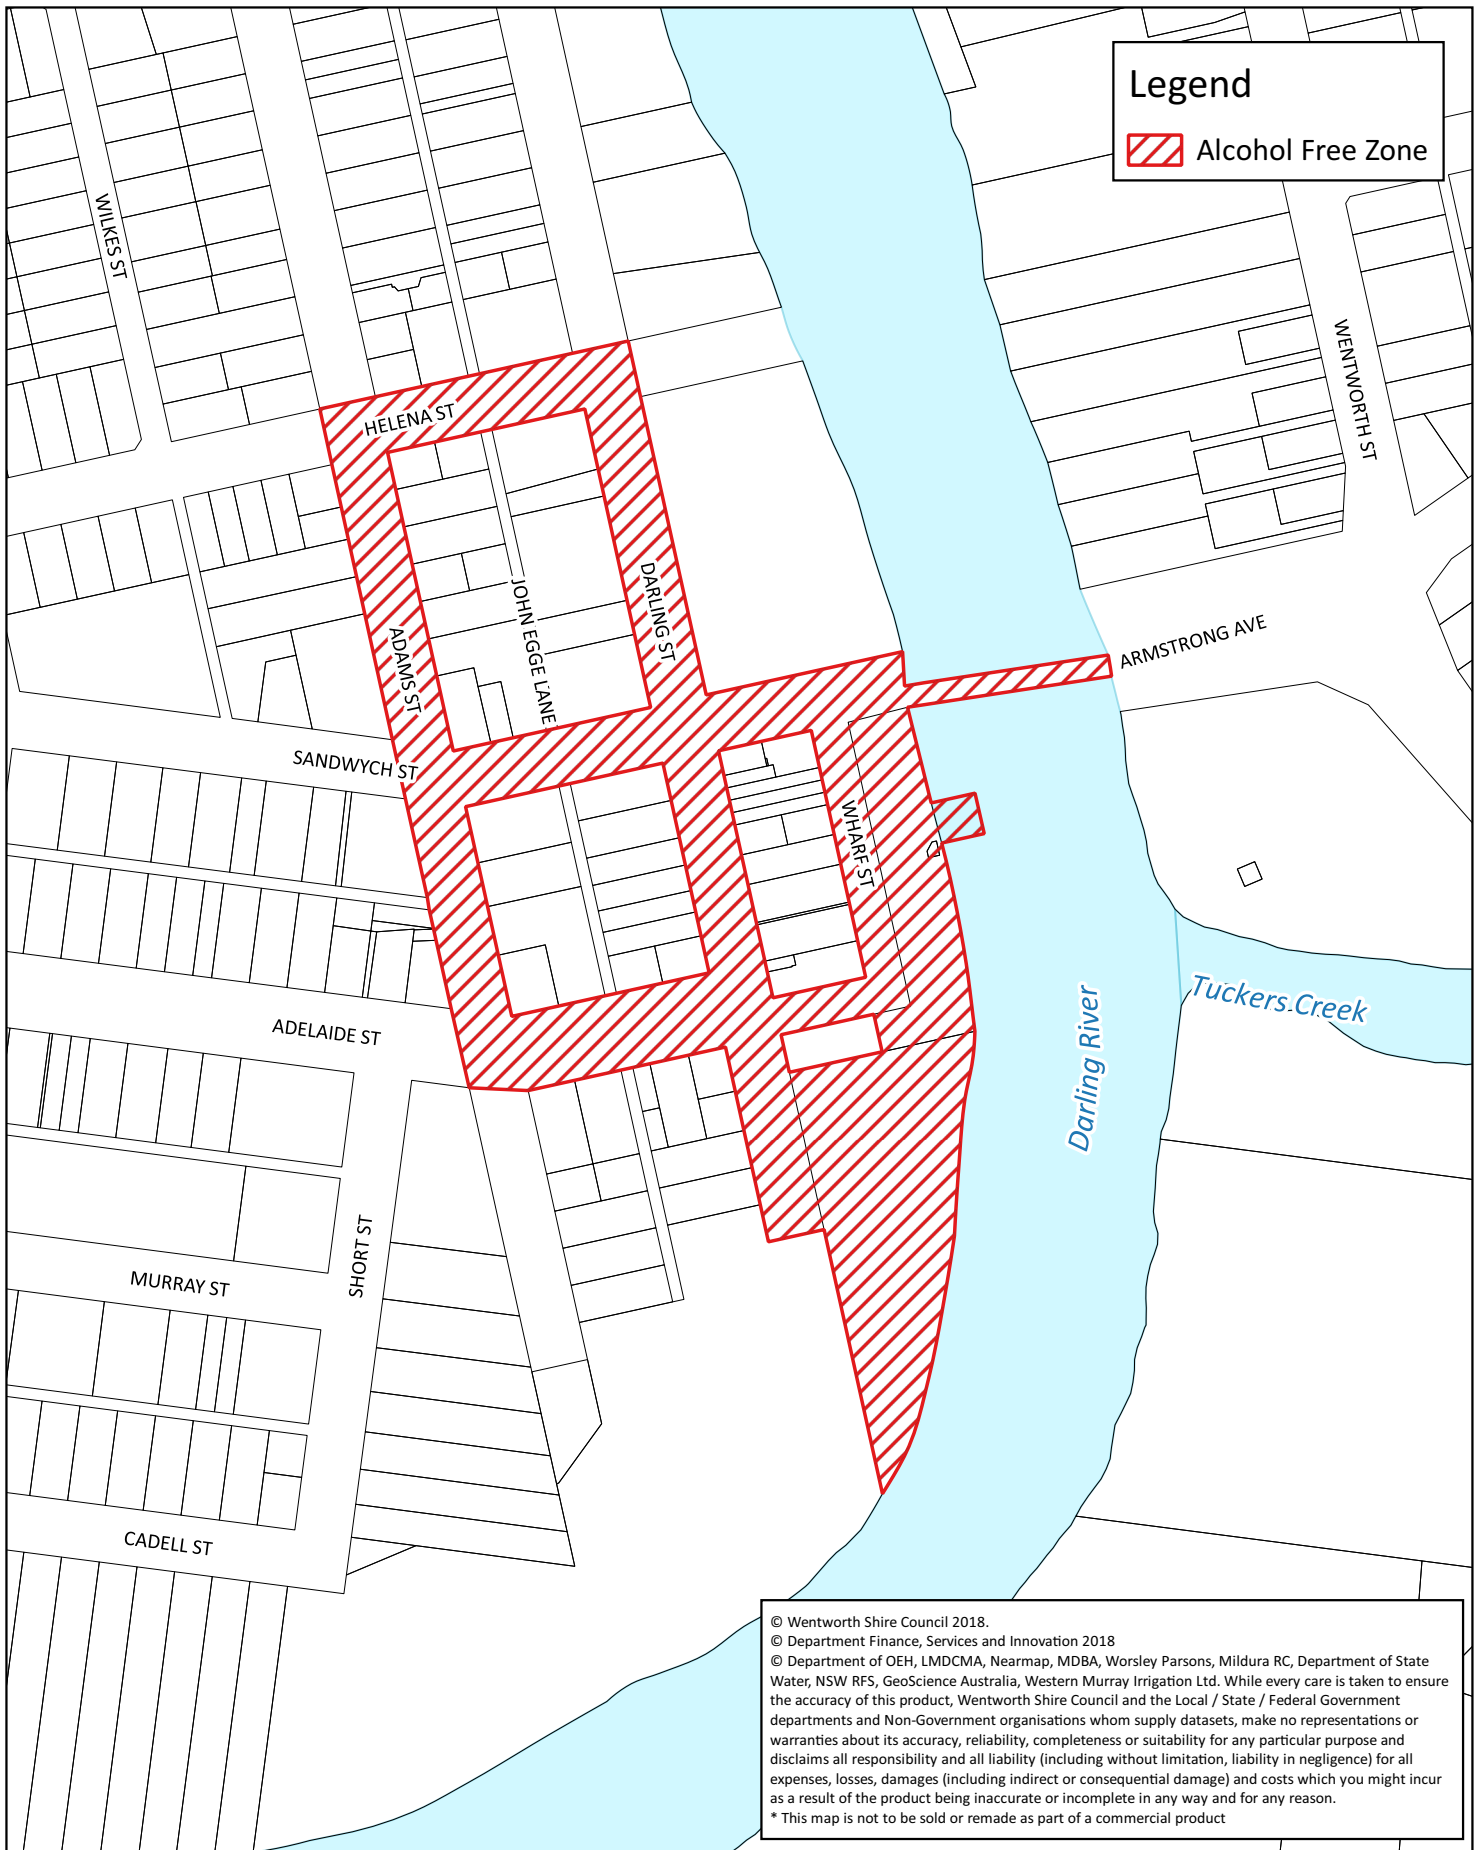 Legend
Alcohol Free Zone
WILKES ST
WENTWORTH ST
HELENA ST
JOHN EGGE LANE
DARLING ST
ADAMS ST
ARMSTRONG AVE
SANDWYCH ST
WHARF ST
Tuckers Creek
Darling River
ADELAIDE ST
SHORT ST
MURRAY ST
CADELL ST
© Wentworth Shire Council 2018.
© Department Finance, Services and Innovation 2018
© Department of OEH, LMDCMA, Nearmap, MDBA, Worsley Parsons, Mildura RC, Department of State
Water, NSW RFS, GeoScience Australia, Western Murray Irrigation Ltd. While every care is taken to ensure
the accuracy of this product, Wentworth Shire Council and the Local / State / Federal Government
departments and Non-Government organisations whom supply datasets, make no representations or
warranties about its accuracy, reliability, completeness or suitability for any particular purpose and
disclaims all responsibility and all liability (including without limitation, liability in negligence) for all
expenses, losses, damages (including indirect or consequential damage) and costs which you might incur
as a result of the product being inaccurate or incomplete in any way and for any reason.
* This map is not to be sold or remade as part of a commercial product